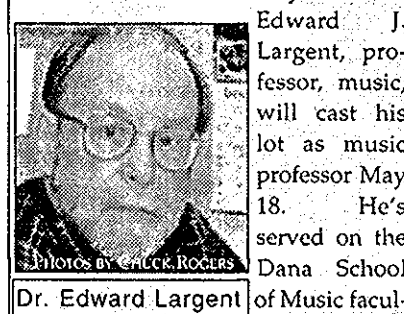 Edward J.
Largent, pro-
fessor, music,
will cast his
lot as music
professor May
18. He's
served on the
Dana School
of Music facul-
PHOTOS BY CHUCK ROGERS
Dr. Edward Largent